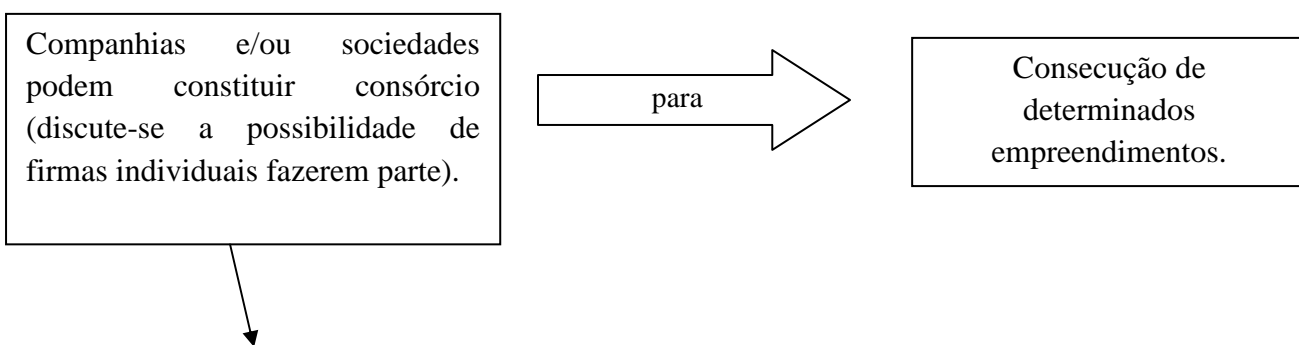 Companhias e/ou sociedades
podem constituir consórcio
(discute-se a possibilidade de
firmas individuais fazerem parte).
para
Consecução de
determinados
empreendimentos.